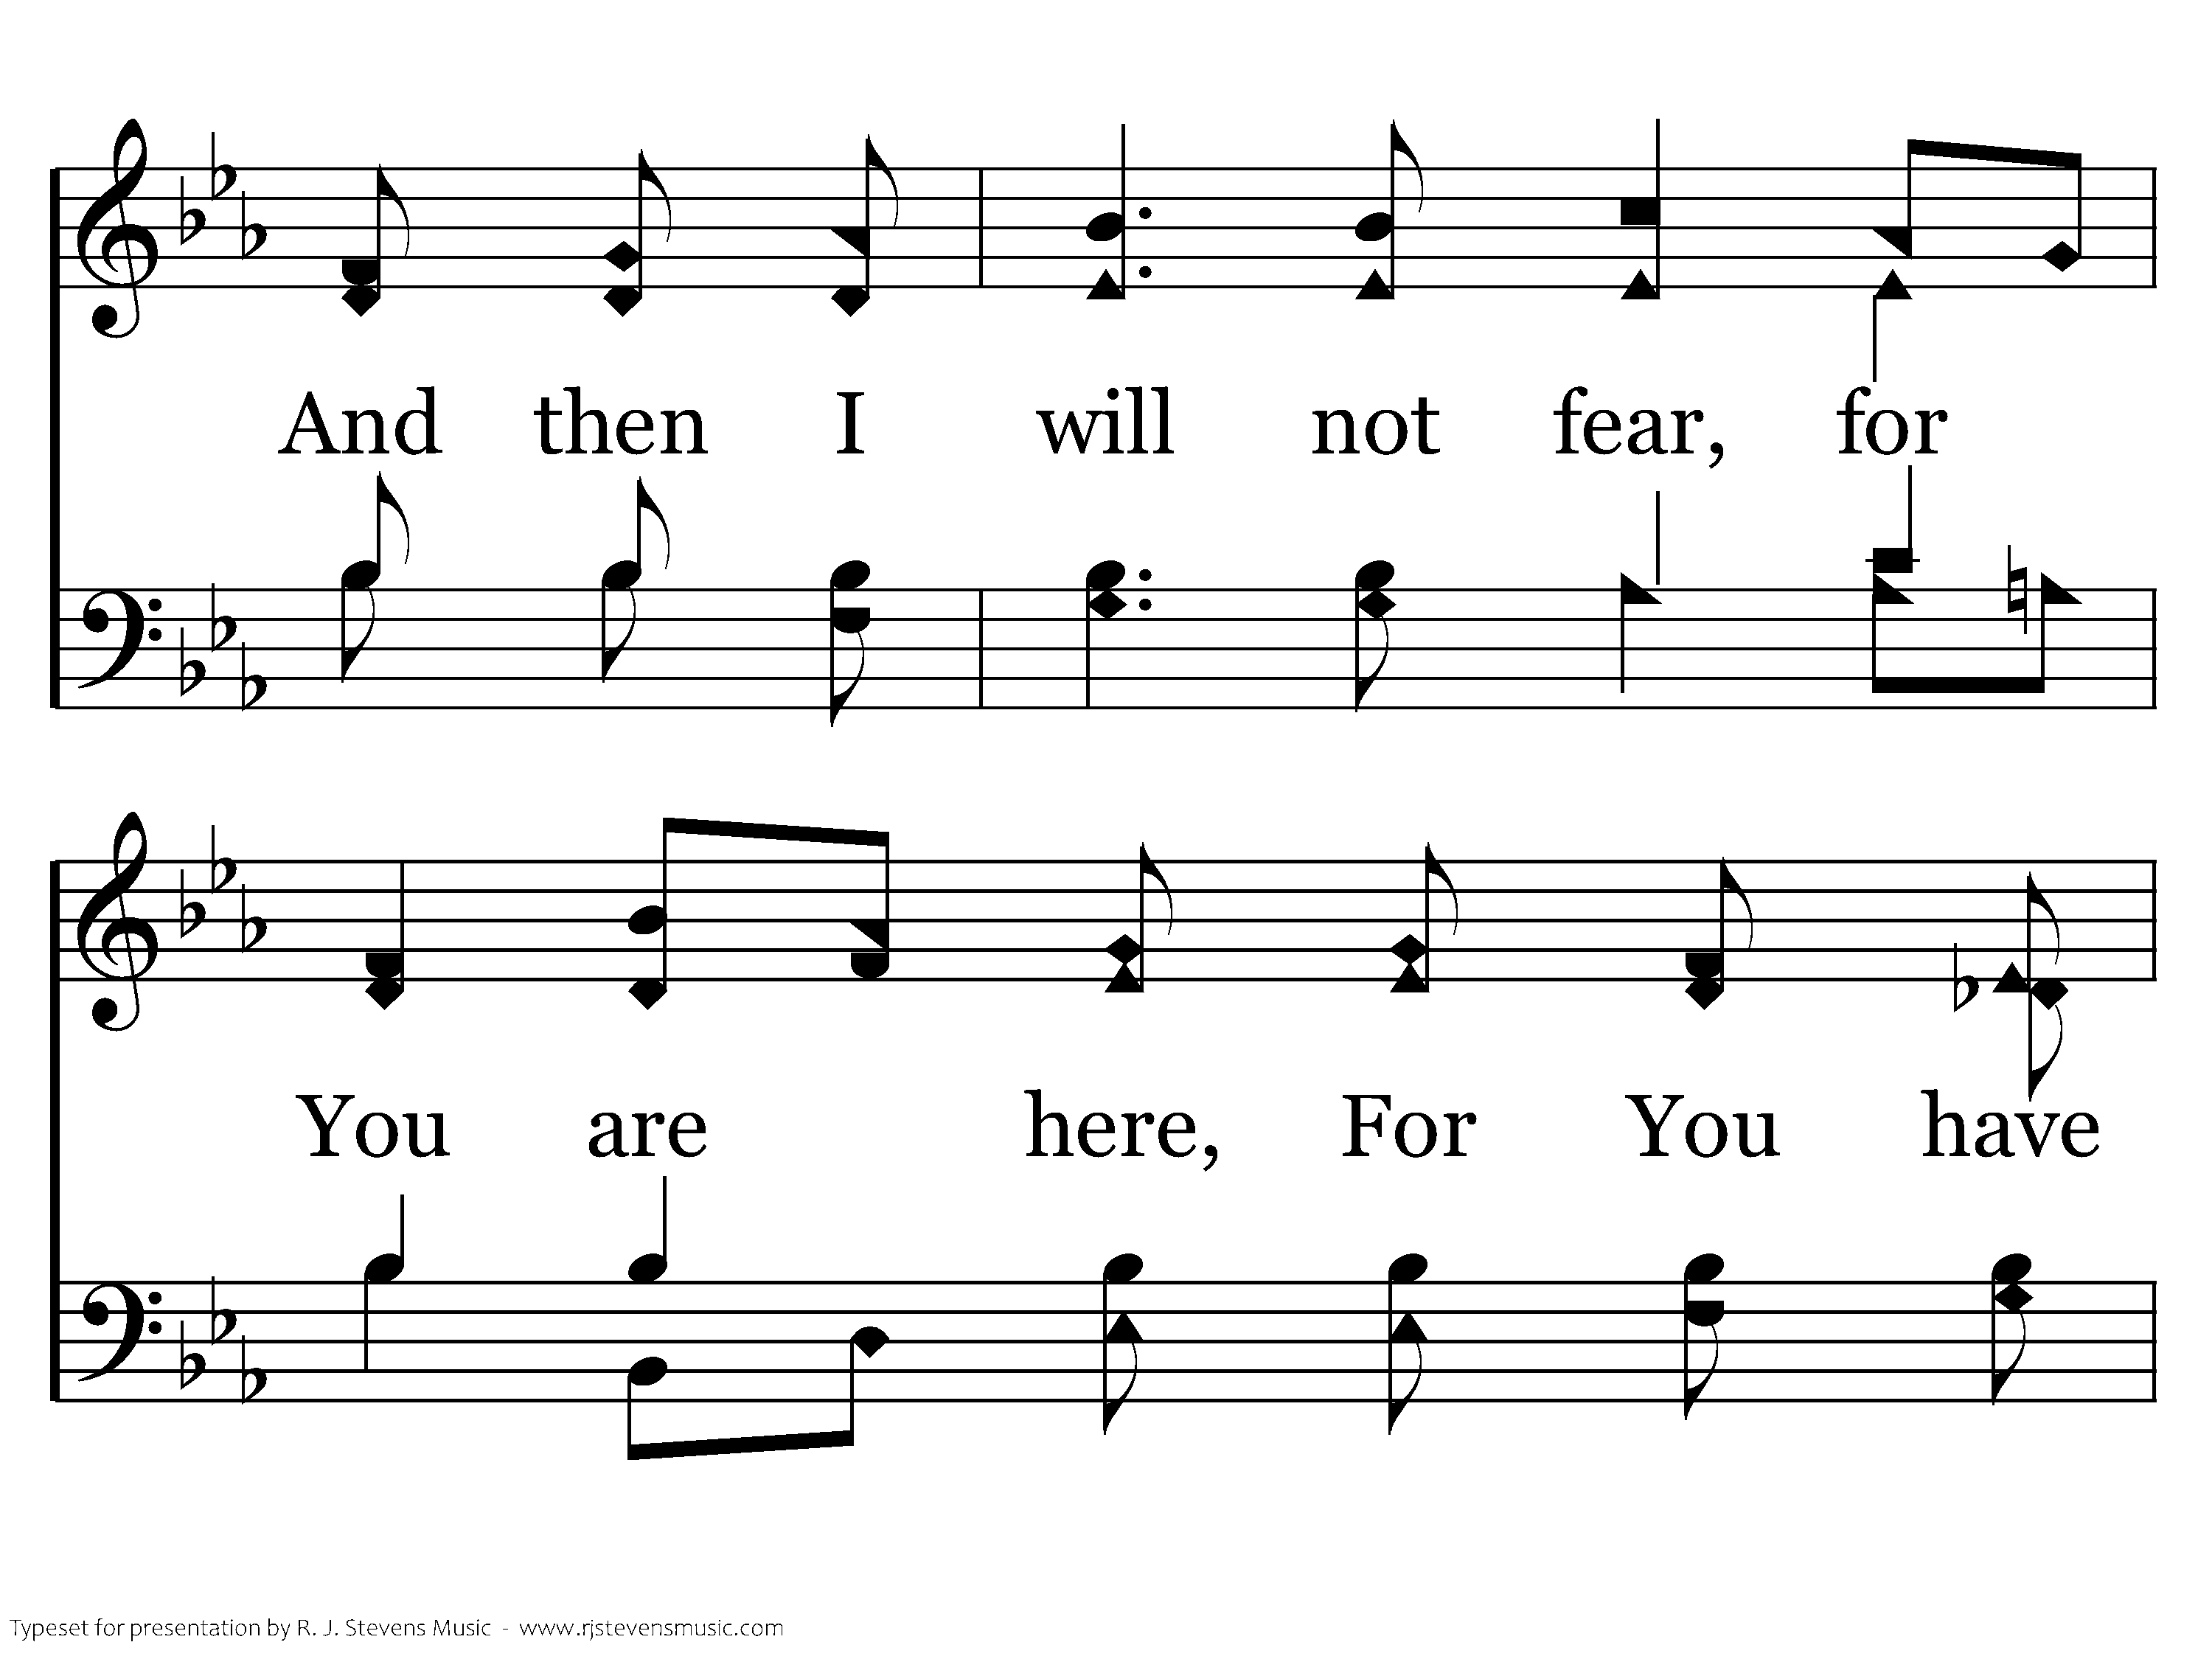 And then I will not fear, for
You are here, For You have
Typeset for presentation by R. J. Stevens Music - www.rjstevensmusic.com